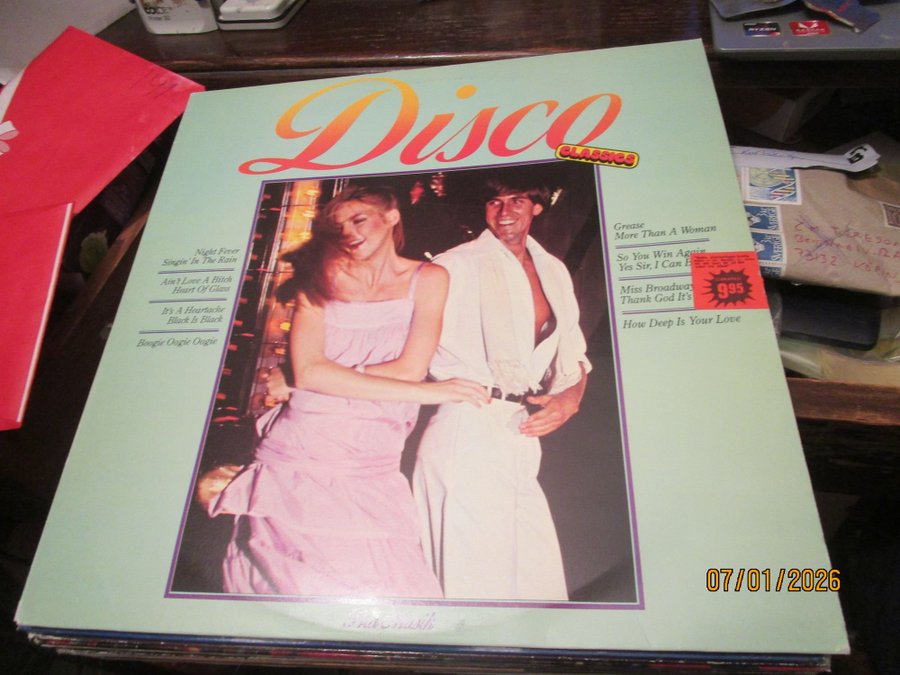 Disco
CLASSICS
Night Fever
Singin' In The Rain
Ain't Love A Bitch
Heart Of Glass
It's A Heartache
Black Is Black
Boogie Oogie Oogie
Grease
More Than A Woman
So You Win Again
Yes Sir, I Can B
Miss Broadway
Thank God It's
How Deep Is Your Love
9.95
RYZEN
RADEON
07/01/2026